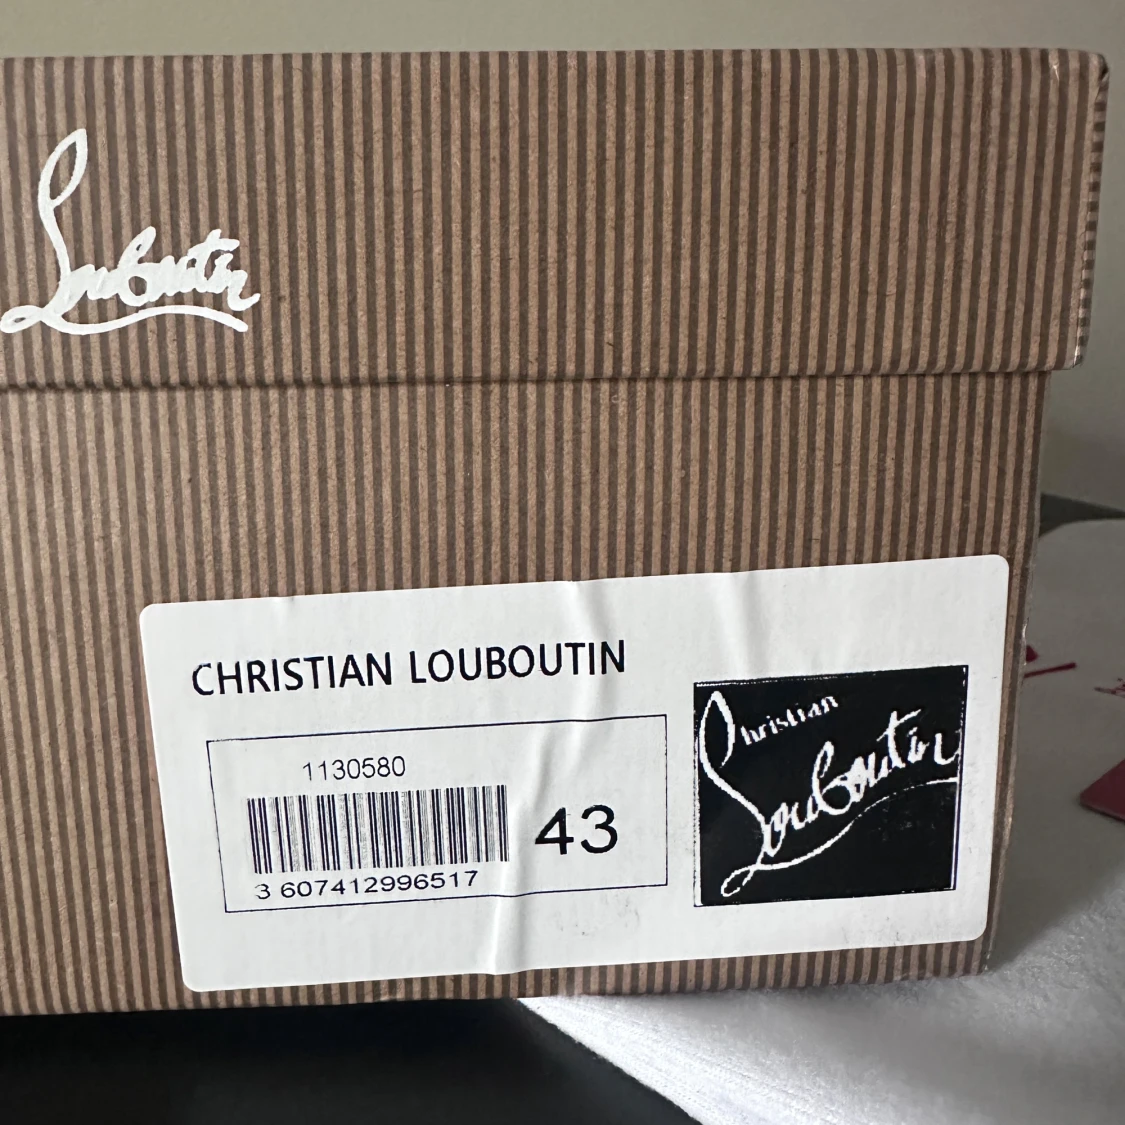 Louboutin
CHRISTIAN LOUBOUTIN
1130580
43
3 607412996517
Christian
Louboutin